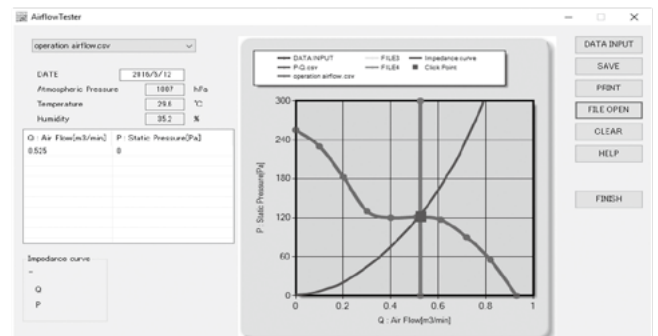 AirflowTester
operation airflow.csv
DATE 2016/5/12
Atmospheric Pressure 1007 hPa
Temperature 29.6 ℃
Humidity 35.2 %
Q : Air Flow[m3/min] P : Static Pressure[Pa]
0.525 0
Impedance curve
-
Q
P
DATA INPUT FILE3 Impedance curve
P-Q.csv FILE4 Click Point
operation airflow.csv
300
240
180
120
60
0
P : Static Pressure[Pa]
0 0.2 0.4 0.6 0.8 1
Q : Air Flow[m3/min]
DATA INPUT
SAVE
PRINT
FILE OPEN
CLEAR
HELP
FINISH